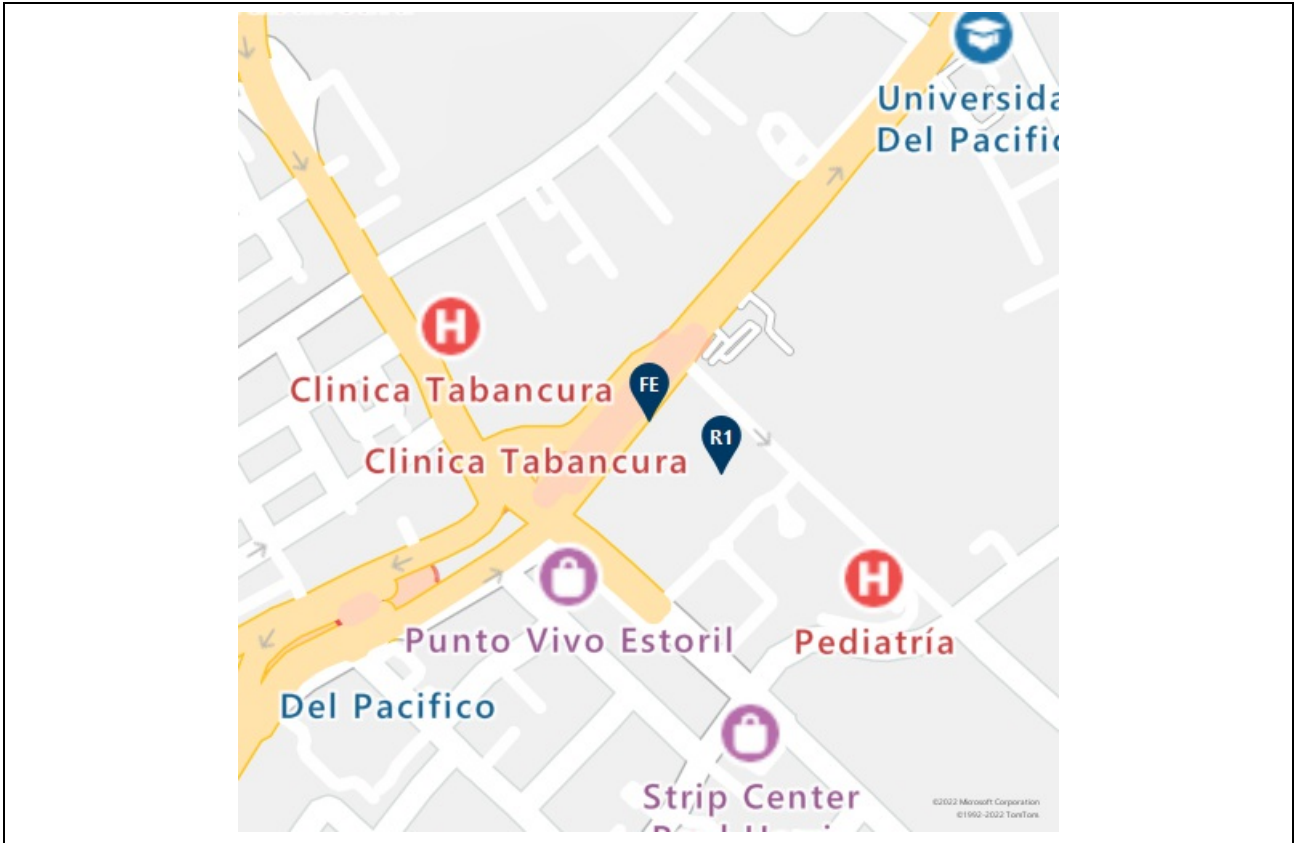 Universida
Del Pacifi
H
Clinica Tabancura
FE
R1
Clinica Tabancura
H
Punto Vivo Estoril
Pediatría
Del Pacifico
Strip Center
©2022 Microsoft Corporation
©1992-2022 TomTom